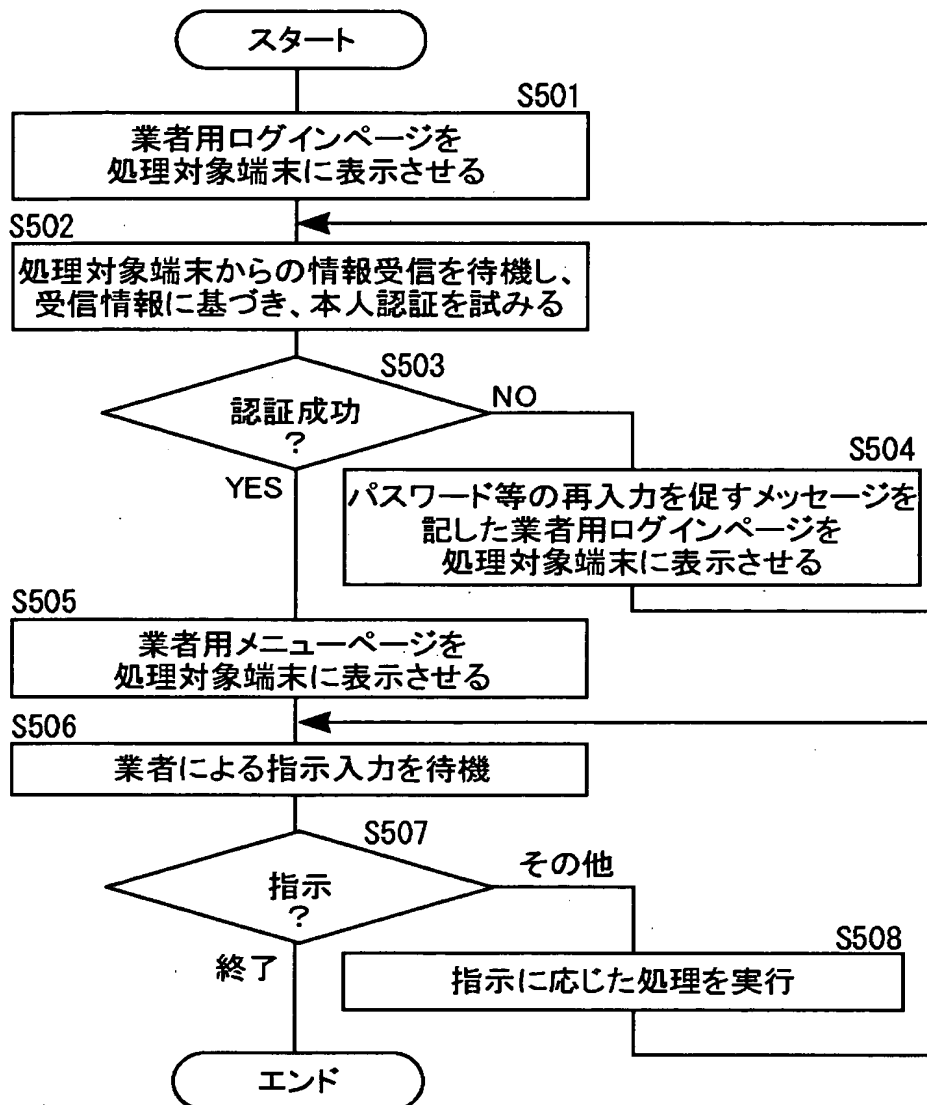 スタート
S501
業者用ログインページを
処理対象端末に表示させる
S502
処理対象端末からの情報受信を待機し、
受信情報に基づき、本人認証を試みる
S503
認証成功
?
NO
YES
S504
パスワード等の再入力を促すメッセージを
記した業者用ログインページを
処理対象端末に表示させる
S505
業者用メニューページを
処理対象端末に表示させる
S506
業者による指示入力を待機
S507
指示
?
その他
終了
S508
指示に応じた処理を実行
エンド